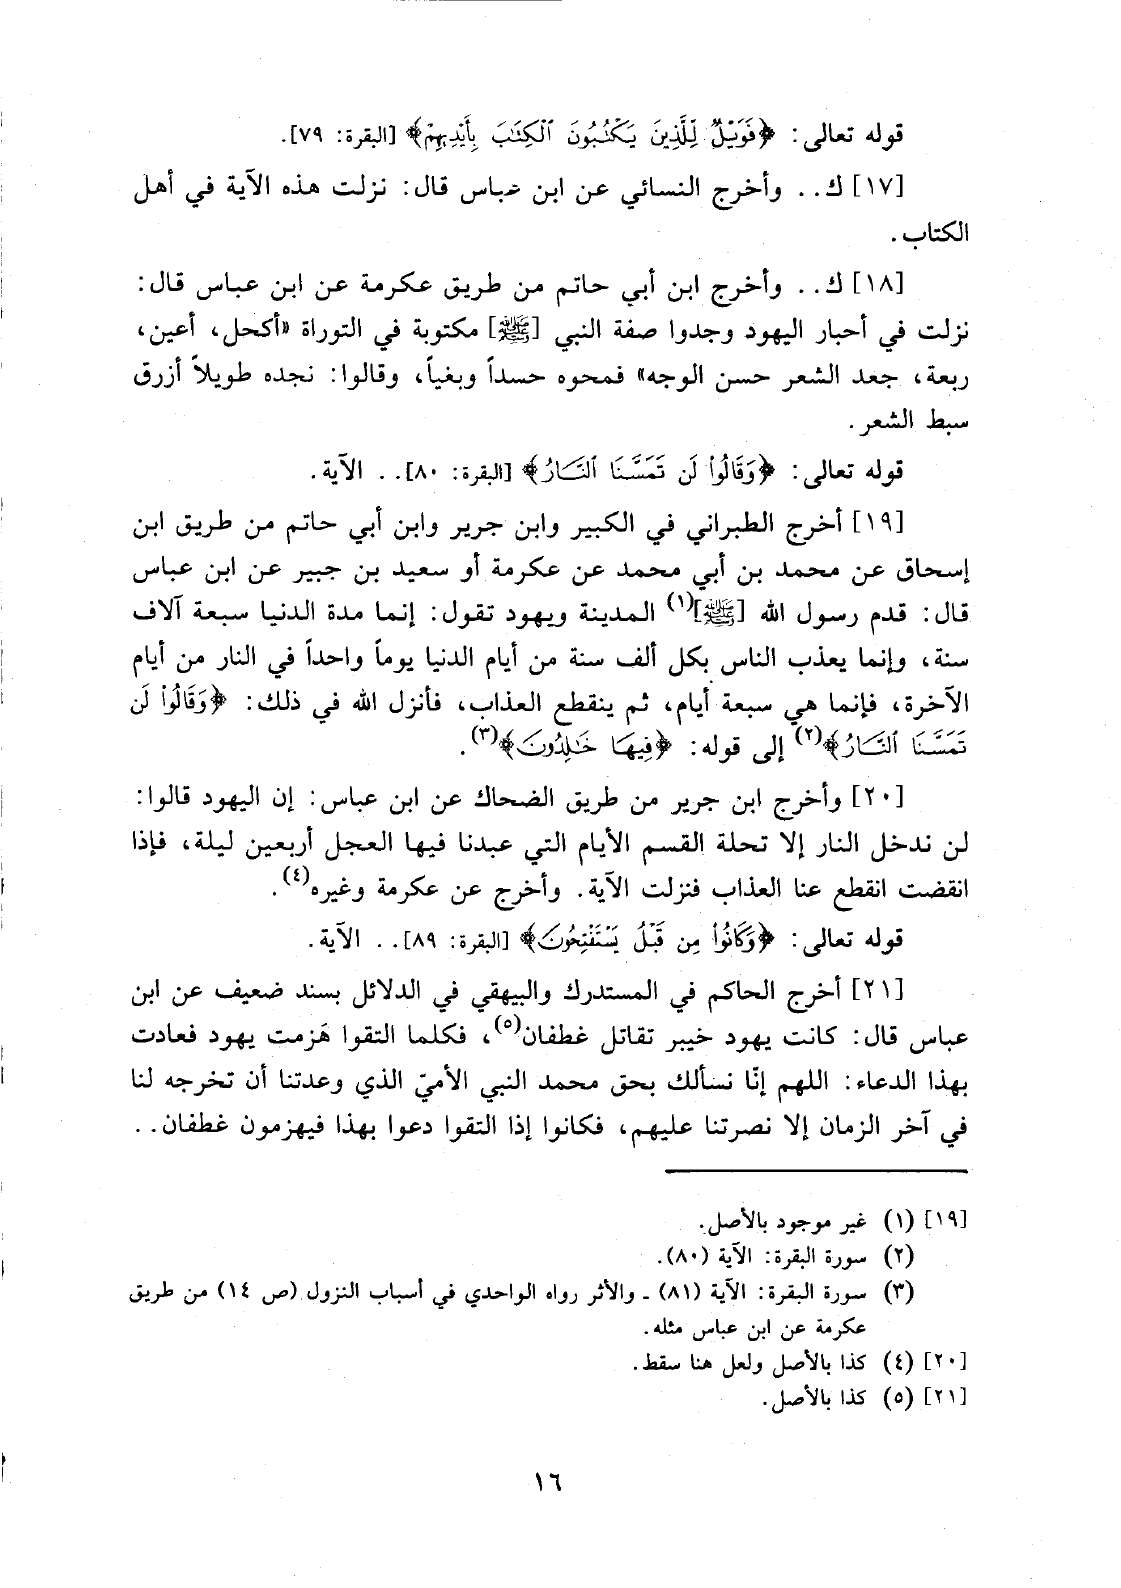 قوله تعالى: ﴿فَوَيْلٌ لِّلَّذِينَ يَكْتُبُونَ ٱلْكِتَٰبَ بِأَيْدِيهِمْ﴾ [البقرة: ٧٩].
[١٧] ك.. وأخرج النسائي عن ابن عباس قال: نزلت هذه الآية في أهل
الكتاب.
[١٨] ك.. وأخرج ابن أبي حاتم من طريق عكرمة عن ابن عباس قال:
نزلت في أحبار اليهود وجدوا صفة النبي [ﷺ] مكتوبة في التوراة «أكحل، أعين،
ربعة، جعد الشعر حسن الوجه» فمحوه حسداً وبغياً، وقالوا: نجده طويلاً أزرق
سبط الشعر.
قوله تعالى: ﴿وَقَالُوا۟ لَن تَمَسَّنَا ٱلنَّارُ﴾ [البقرة: ٨٠].. الآية.
[١٩] أخرج الطبراني في الكبير وابن جرير وابن أبي حاتم من طريق ابن
إسحاق عن محمد بن أبي محمد عن عكرمة أو سعيد بن جبير عن ابن عباس
قال: قدم رسول الله [ﷺ](١) المدينة ويهود تقول: إنما مدة الدنيا سبعة آلاف
سنة، وإنما يعذب الناس بكل ألف سنة من أيام الدنيا يوماً واحداً في النار من أيام
الآخرة، فإنما هي سبعة أيام، ثم ينقطع العذاب، فأنزل الله في ذلك: ﴿وَقَالُوا۟ لَن
تَمَسَّنَا ٱلنَّارُ﴾(٢) إلى قوله: ﴿فِيهَا خَٰلِدُونَ﴾(٣).
[٢٠] وأخرج ابن جرير من طريق الضحاك عن ابن عباس: إن اليهود قالوا:
لن ندخل النار إلا تحلة القسم الأيام التي عبدنا فيها العجل أربعين ليلة، فإذا
انقضت انقطع عنا العذاب فنزلت الآية. وأخرج عن عكرمة وغيره(٤).
قوله تعالى: ﴿وَكَانُوا۟ مِن قَبْلُ يَسْتَفْتِحُونَ﴾ [البقرة: ٨٩].. الآية.
[٢١] أخرج الحاكم في المستدرك والبيهقي في الدلائل بسند ضعيف عن ابن
عباس قال: كانت يهود خيبر تقاتل غطفان(٥)، فكلما التقوا هَزمت يهود فعادت
بهذا الدعاء: اللهم إنّا نسألك بحق محمد النبي الأميّ الذي وعدتنا أن تخرجه لنا
في آخر الزمان إلا نصرتنا عليهم، فكانوا إذا التقوا دعوا بهذا فيهزمون غطفان..
[١٩] (١) غير موجود بالأصل.
(٢) سورة البقرة: الآية (٨٠).
(٣) سورة البقرة: الآية (٨١) ـ والأثر رواه الواحدي في أسباب النزول (ص ١٤) من طريق
عكرمة عن ابن عباس مثله.
[٢٠] (٤) كذا بالأصل ولعل هنا سقط.
[٢١] (٥) كذا بالأصل.
١٦